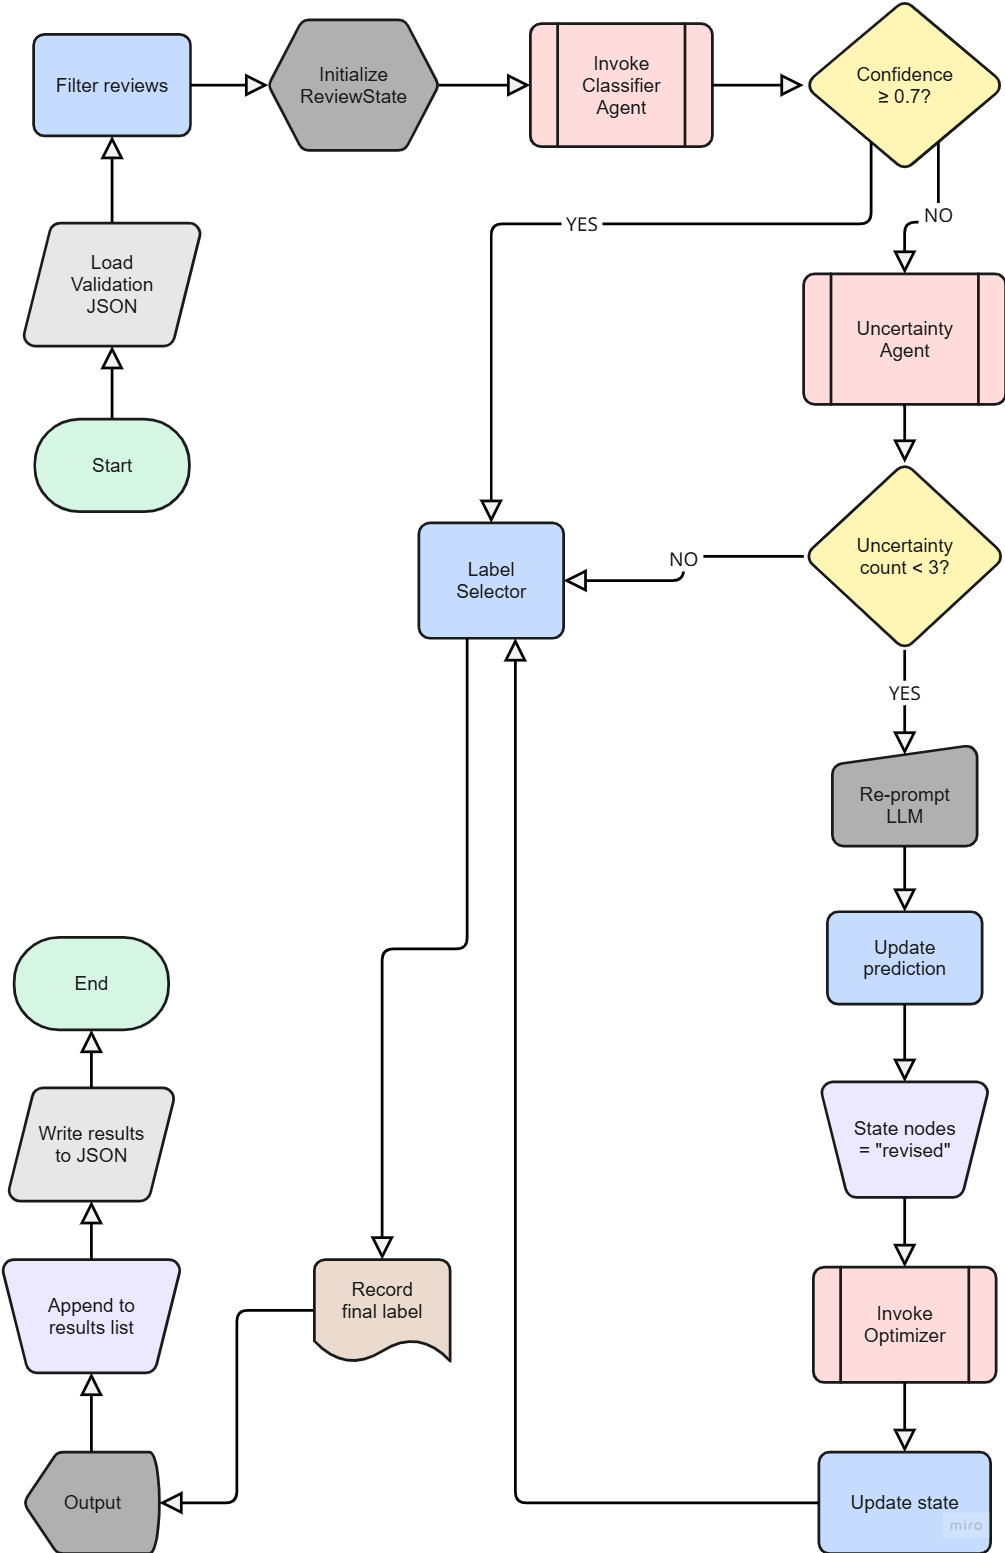 Filter reviews
Initialize
ReviewState
Invoke
Classifier
Agent
Confidence
≥ 0.7?
YES
NO
Load
Validation
JSON
Uncertainty
Agent
Start
Label
Selector
NO
Uncertainty
count < 3?
YES
Re-prompt
LLM
Update
prediction
End
State nodes
= "revised"
Write results
to JSON
Record
final label
Append to
results list
Invoke
Optimizer
Output
Update state
miro